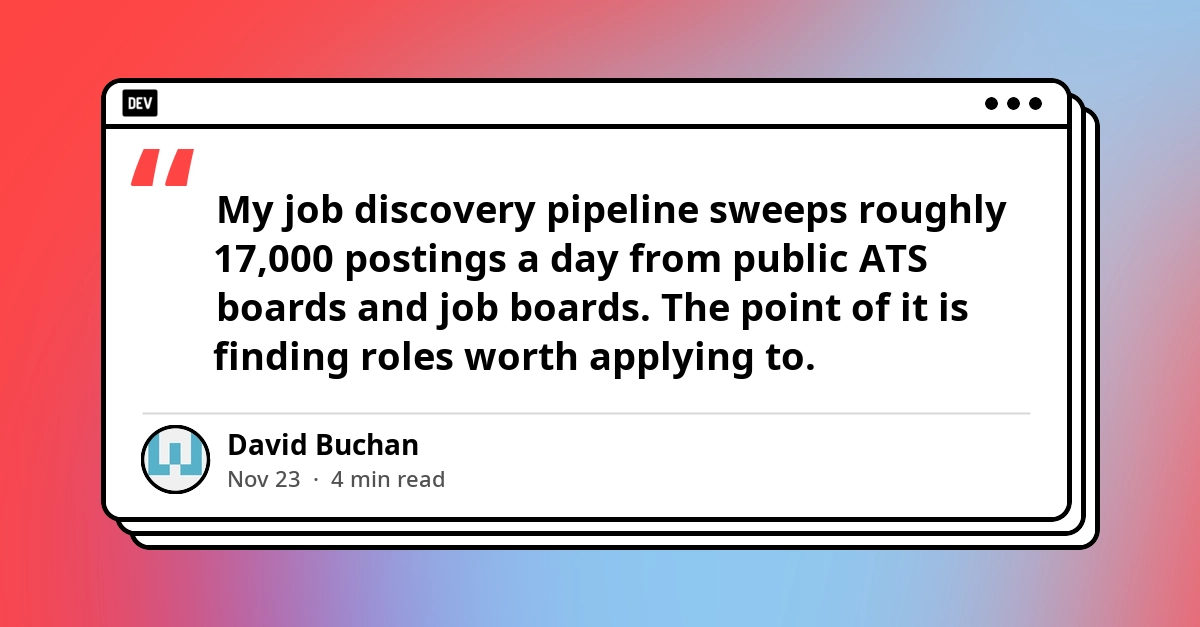 DEV
“
My job discovery pipeline sweeps roughly
17,000 postings a day from public ATS
boards and job boards. The point of it is
finding roles worth applying to.
David Buchan
Nov 23 · 4 min read